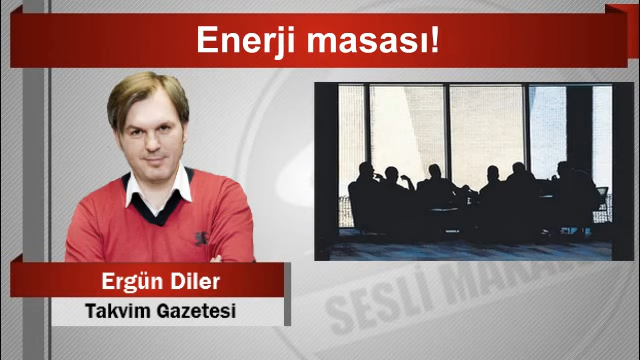 Enerji masası!
Ergün Diler
Takvim Gazetesi
SESLİ MAKALE